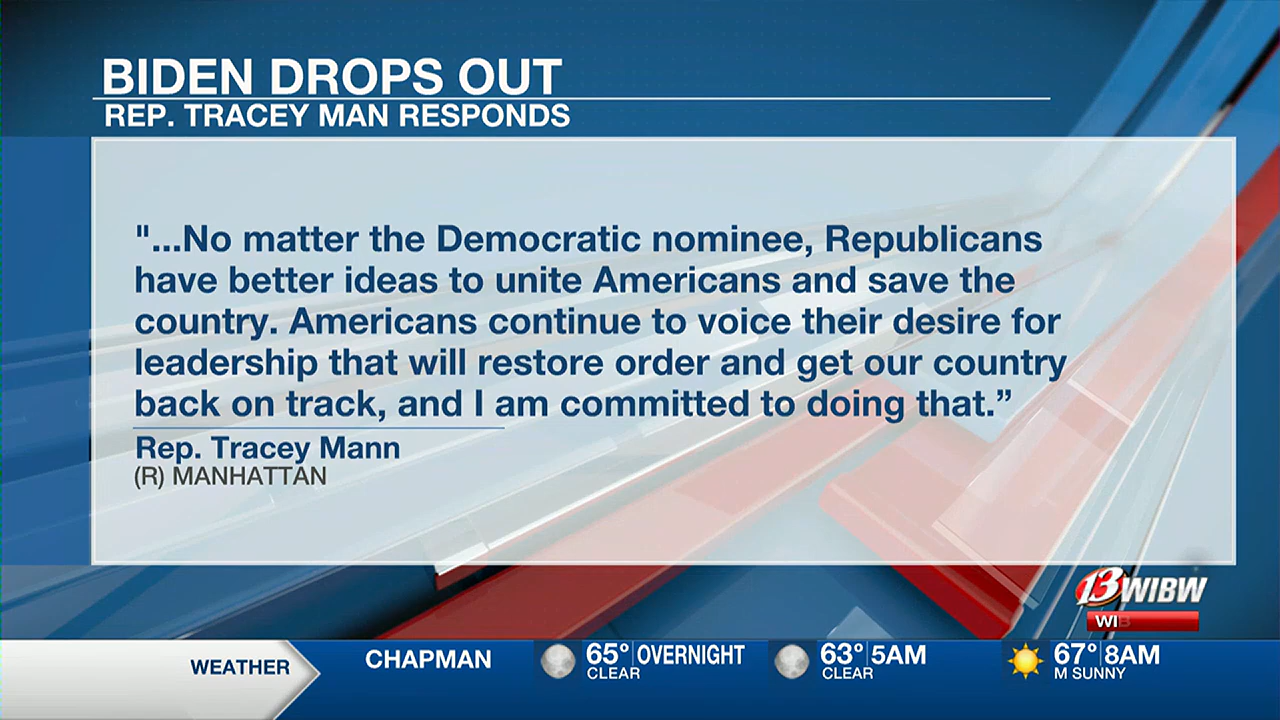 BIDEN DROPS OUT
REP. TRACEY MAN RESPONDS
"...No matter the Democratic nominee, Republicans
have better ideas to unite Americans and save the
country. Americans continue to voice their desire for
leadership that will restore order and get our country
back on track, and I am committed to doing that.”
Rep. Tracey Mann
(R) MANHATTAN
13 WIBW
WIB
WEATHER
CHAPMAN
65° OVERNIGHT
CLEAR
63° 5AM
CLEAR
67° 8AM
M SUNNY